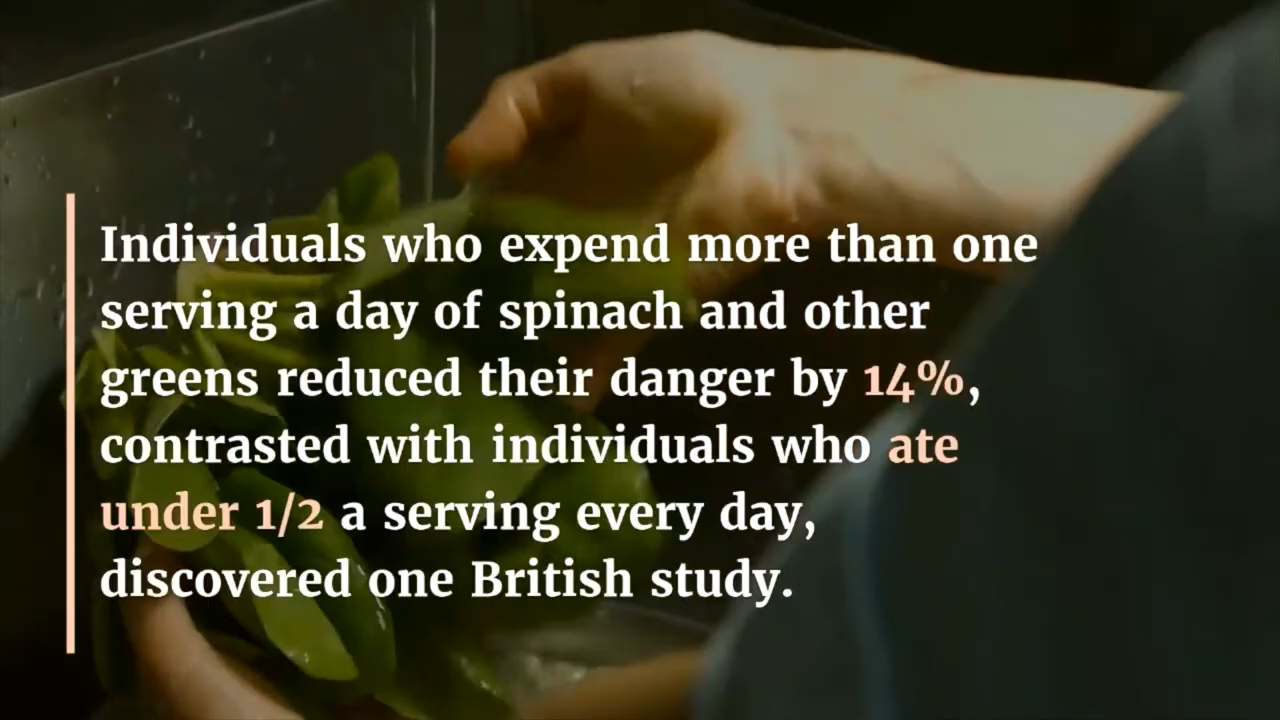 Individuals who expend more than one
serving a day of spinach and other
greens reduced their danger by 14%,
contrasted with individuals who ate
under 1/2 a serving every day,
discovered one British study.